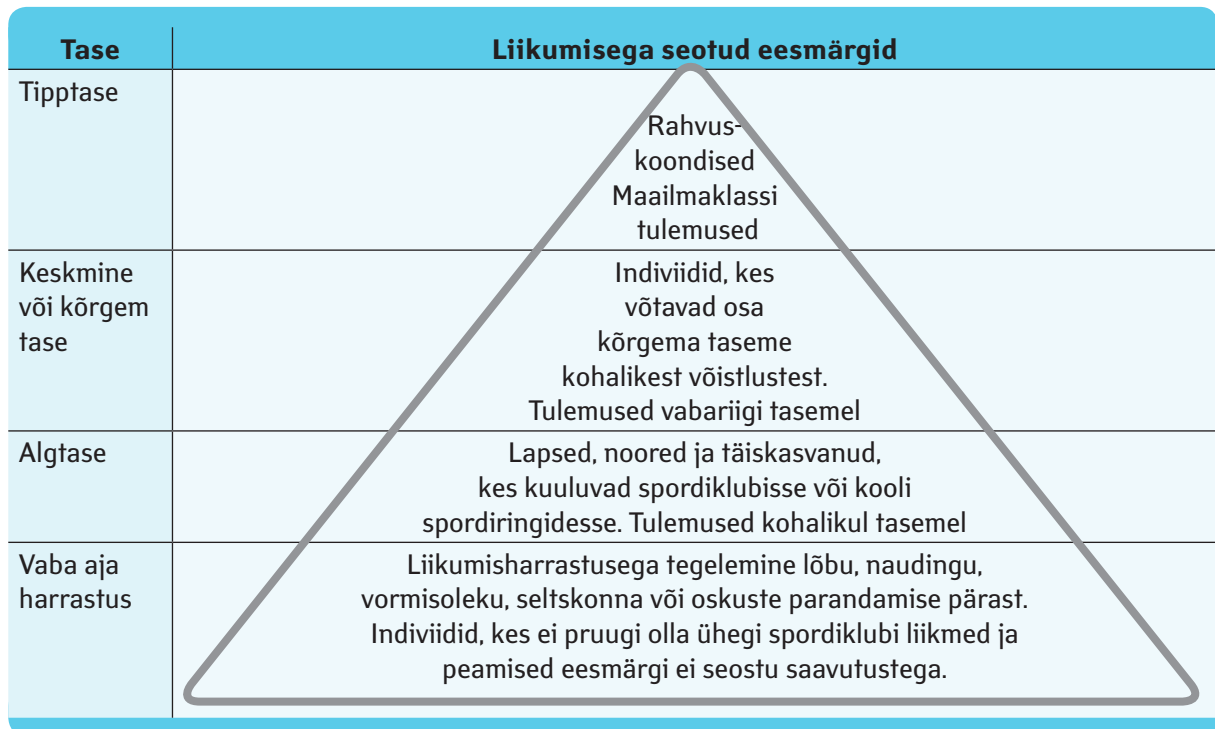 Tase
Liikumisega seotud eesmärgid
Tipptase
Rahvus-
koondised
Maailmaklassi
tulemused
Keskmine
või kõrgem
tase
Indiviidid, kes
võtavad osa
kõrgema taseme
kohalikest võistlustest.
Tulemused vabariigi tasemel
Algtase
Lapsed, noored ja täiskasvanud,
kes kuuluvad spordiklubisse või kooli
spordiringidesse. Tulemused kohalikul tasemel
Vaba aja
harrastus
Liikumisharrastusega tegelemine lõbu, naudingu,
vormisoleku, seltskonna või oskuste parandamise pärast.
Indiviidid, kes ei pruugi olla ühegi spordiklubi liikmed ja
peamised eesmärgi ei seostu saavutustega.